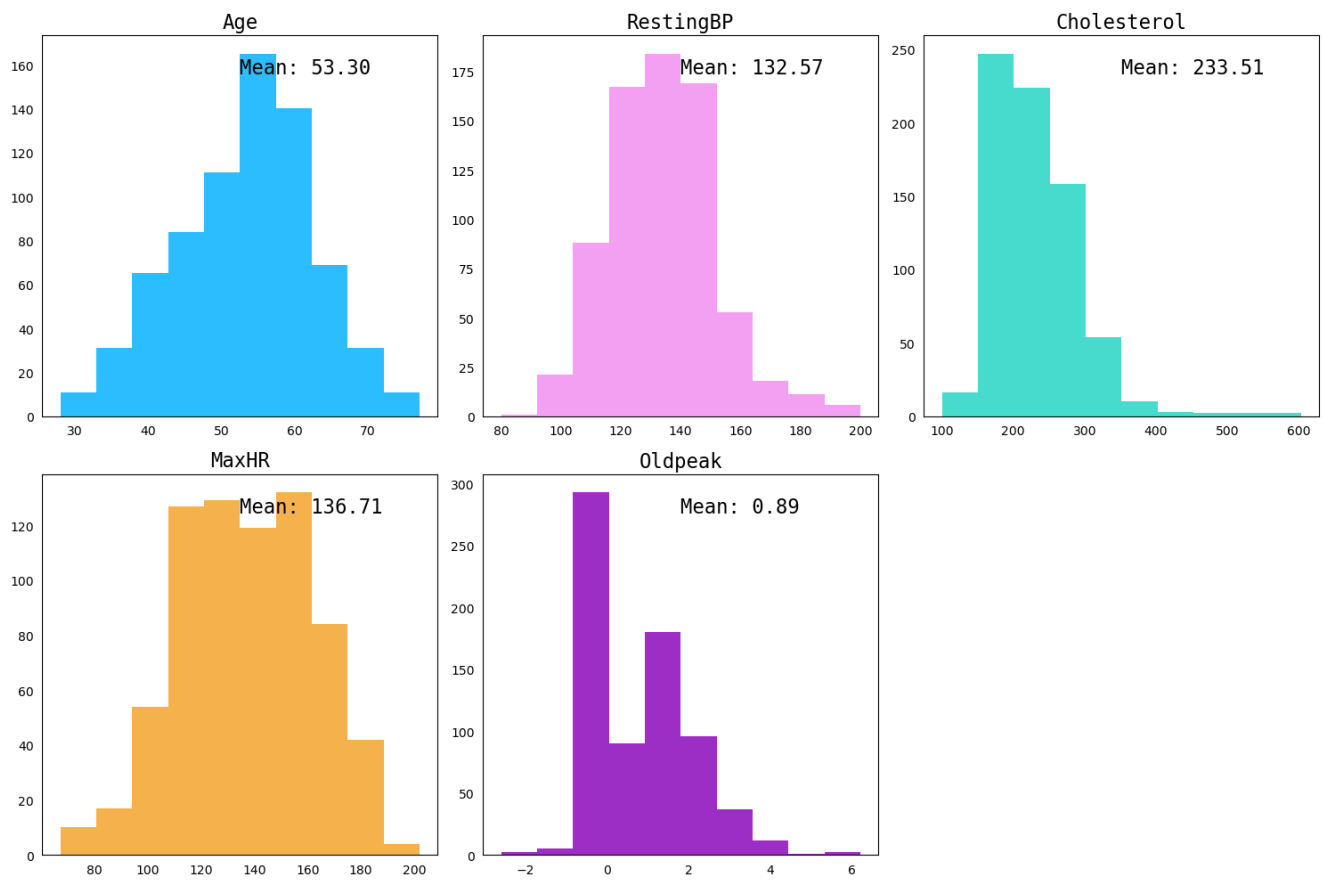 Age
Mean: 53.30
160
140
120
100
80
60
40
20
0
30 40 50 60 70
RestingBP
Mean: 132.57
175
150
125
100
75
50
25
0
80 100 120 140 160 180 200
Cholesterol
Mean: 233.51
250
200
150
100
50
0
100 200 300 400 500 600
MaxHR
Mean: 136.71
120
100
80
60
40
20
0
80 100 120 140 160 180 200
Oldpeak
Mean: 0.89
300
250
200
150
100
50
0
−2 0 2 4 6